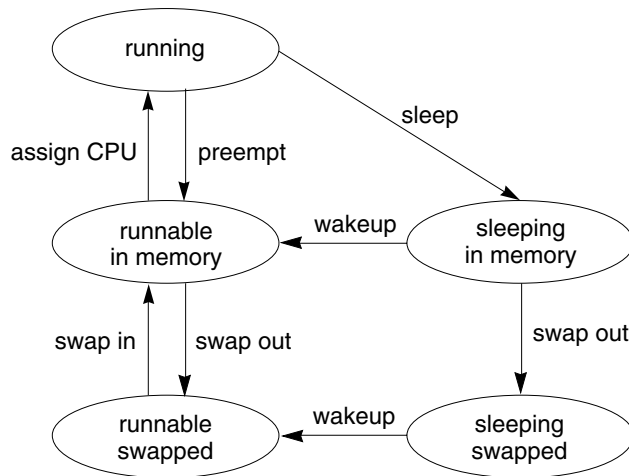 running
sleep
assign CPU
preempt
runnable
in memory
wakeup
sleeping
in memory
swap in
swap out
swap out
runnable
swapped
wakeup
sleeping
swapped